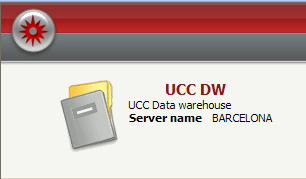 UCC DW
UCC Data warehouse
Server name BARCELONA